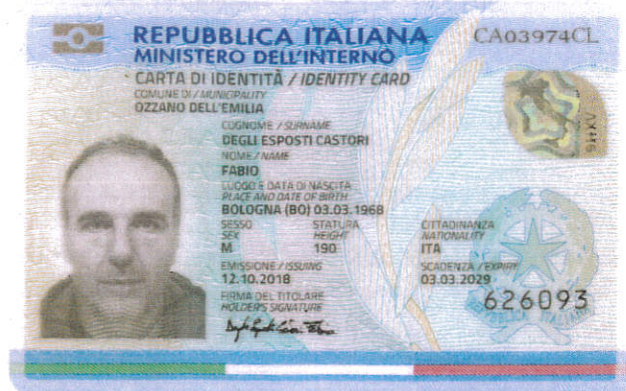 REPUBBLICA ITALIANA
CA03974CL
MINISTERO DELL'INTERNO
CARTA DI IDENTITÀ / IDENTITY CARD
COMUNE DI / MUNICIPALITY
OZZANO DELL'EMILIA
COGNOME / SURNAME
DEGLI ESPOSTI CASTORI
NOME / NAME
FABIO
LUOGO E DATA DI NASCITA
PLACE AND DATE OF BIRTH
BOLOGNA (BO) 03.03.1968
SESSO STATURA CITTADINANZA
SEX HEIGHT NATIONALITY
M 190 ITA
EMISSIONE / ISSUING SCADENZA / EXPIRY
12.10.2018 03.03.2029
626093
FIRMA DEL TITOLARE
HOLDER'S SIGNATURE